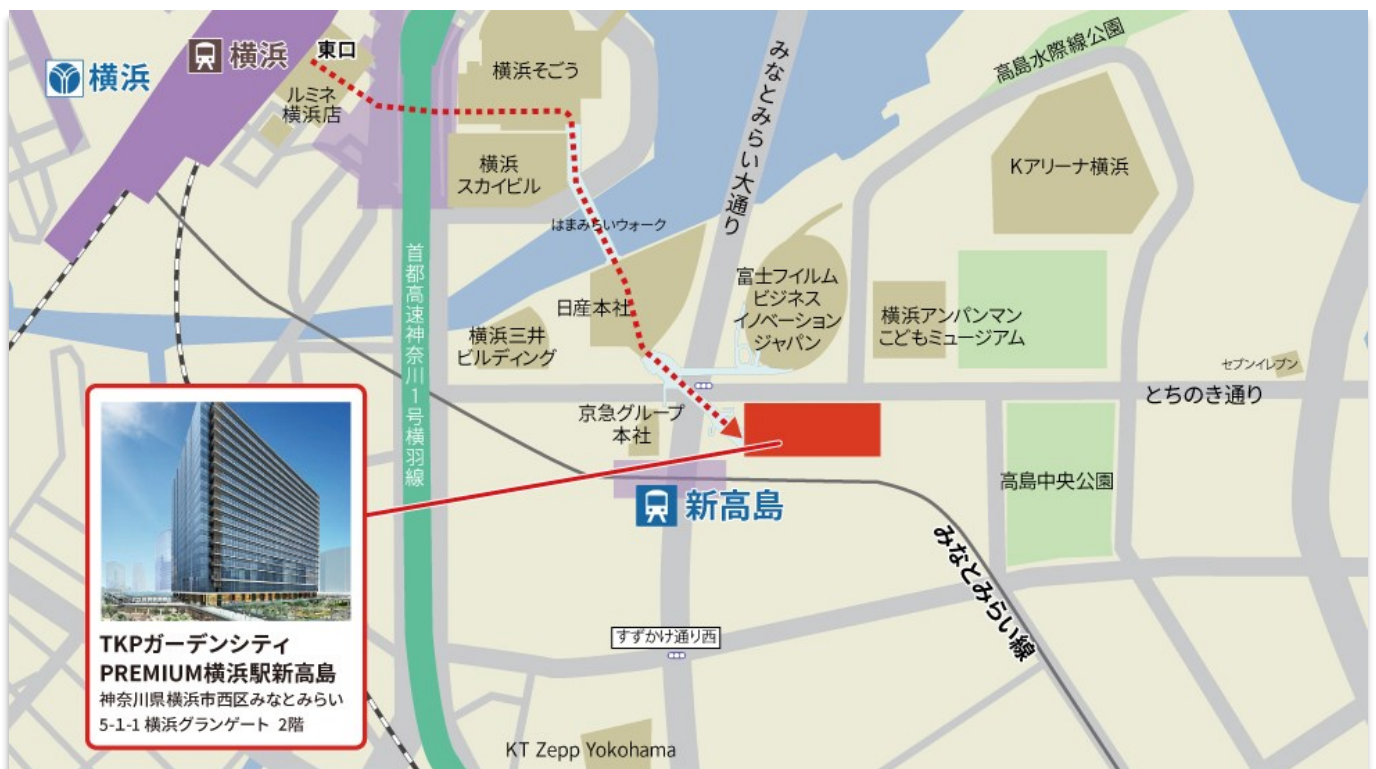 横浜
横浜
東口
ルミネ
横浜店
横浜そごう
横浜
スカイビル
はまみらいウォーク
みなとみらい大通り
高島水際線公園
Kアリーナ横浜
首都高速神奈川1号横羽線
日産本社
横浜三井
ビルディング
富士フイルム
ビジネス
イノベーション
ジャパン
横浜アンパンマン
こどもミュージアム
セブンイレブン
とちのき通り
京急グループ
本社
新高島
高島中央公園
みなとみらい線
すずかけ通り西
KT Zepp Yokohama
TKPガーデンシティ
PREMIUM横浜駅新高島
神奈川県横浜市西区みなとみらい
5-1-1 横浜グランゲート 2階